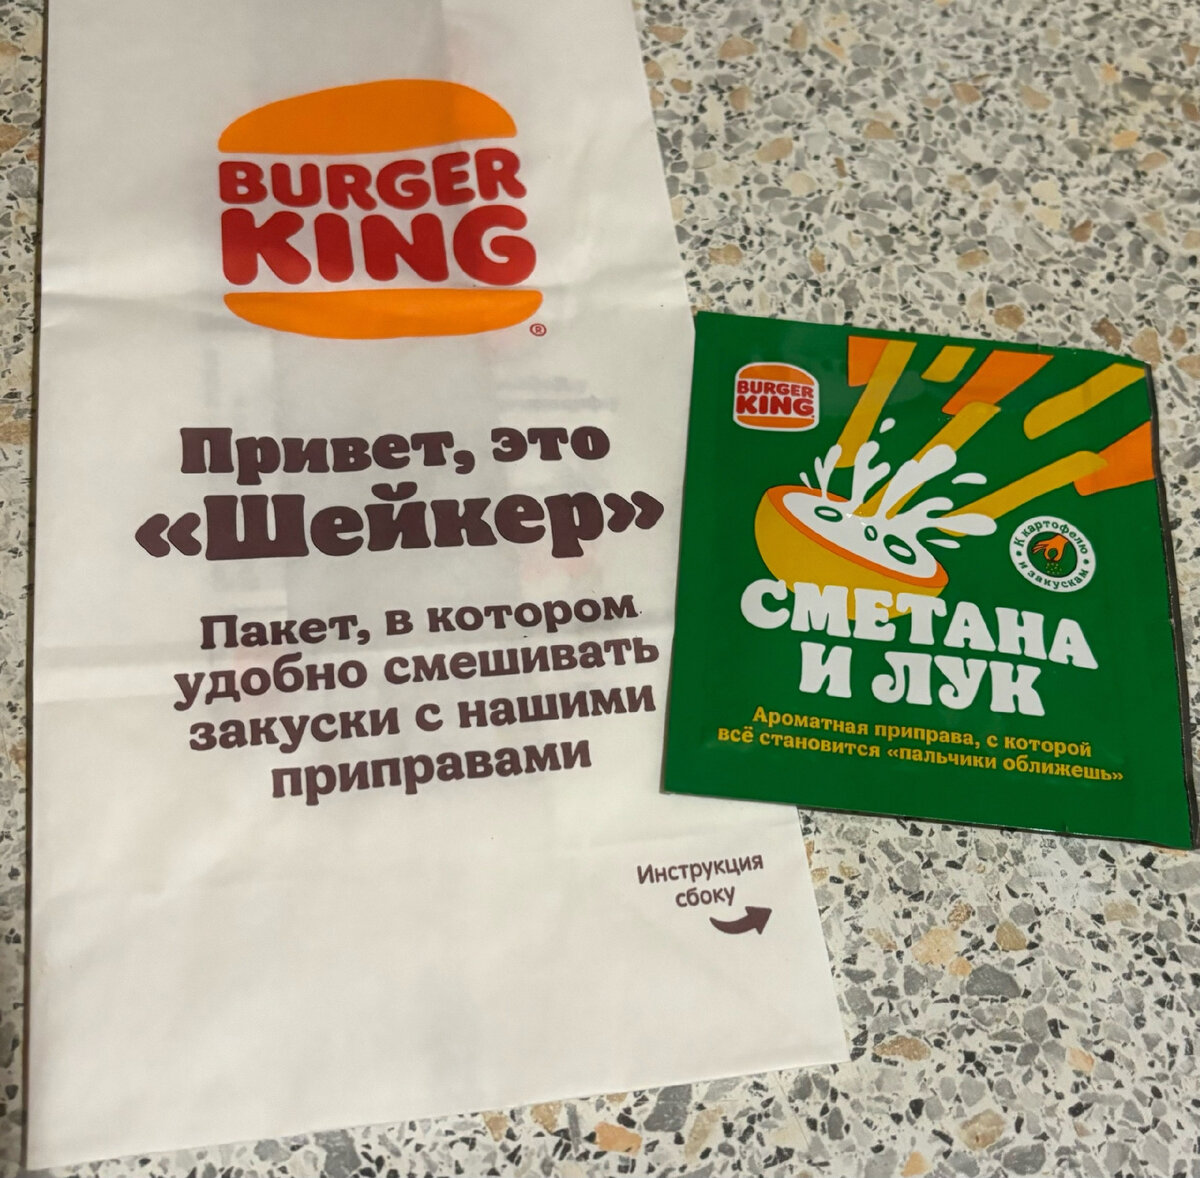 BURGER
KING
®
Привет, это
«Шейкер»
Пакет, в котором
удобно смешивать
закуски с нашими
приправами
Инструкция
сбоку
BURGER
KING
К картофелю
и закускам
СМЕТАНА
И ЛУК
Ароматная приправа, с которой
всё становится «пальчики оближешь»